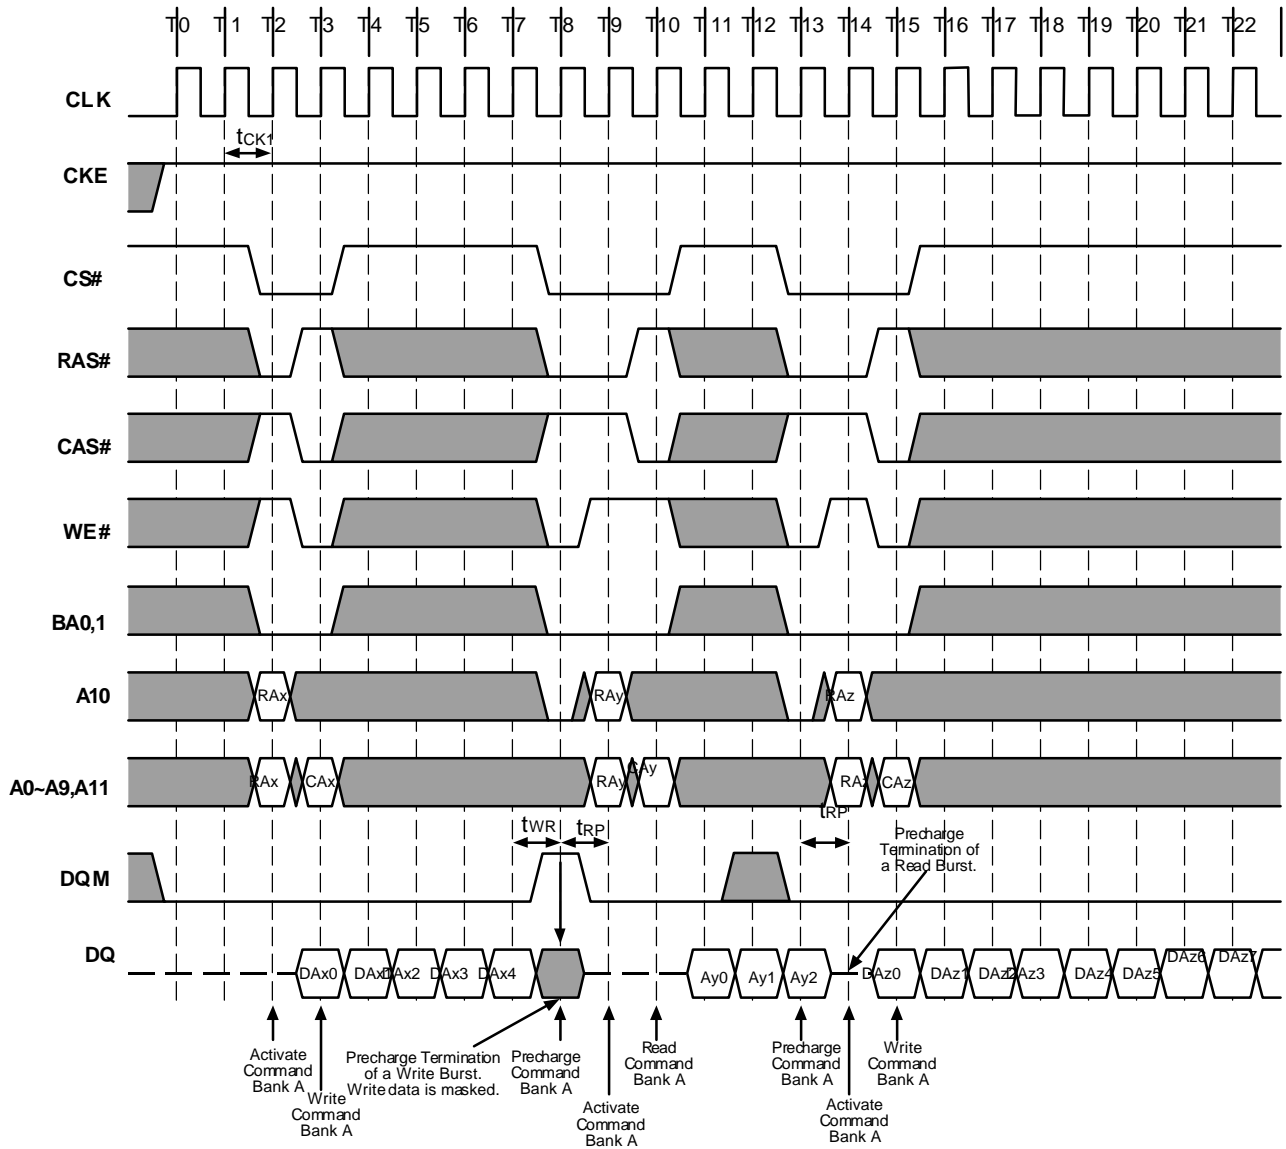 T0 T1 T2 T3 T4 T5 T6 T7 T8 T9 T10 T11 T12 T13 T14 T15 T16 T17 T18 T19 T20 T21 T22
CLK
tCK1
CKE
CS#
RAS#
CAS#
WE#
BA0,1
A10
RAx RAy RAz
A0~A9,A11
RAx CAx RAy CAy RAz CAz
tWR tRP tRP
Precharge
Termination of
a Read Burst.
DQM
DQ
DAx0 DAx1 DAx2 DAx3 DAx4 Ay0 Ay1 Ay2 DAz0 DAz1 DAz2 DAz3 DAz4 DAz5 DAz6 DAz7
Activate
Command
Bank A
Write
Command
Bank A
Precharge Termination
of a Write Burst.
Write data is masked.
Precharge
Command
Bank A
Activate
Command
Bank A
Read
Command
Bank A
Precharge
Command
Bank A
Activate
Command
Bank A
Write
Command
Bank A